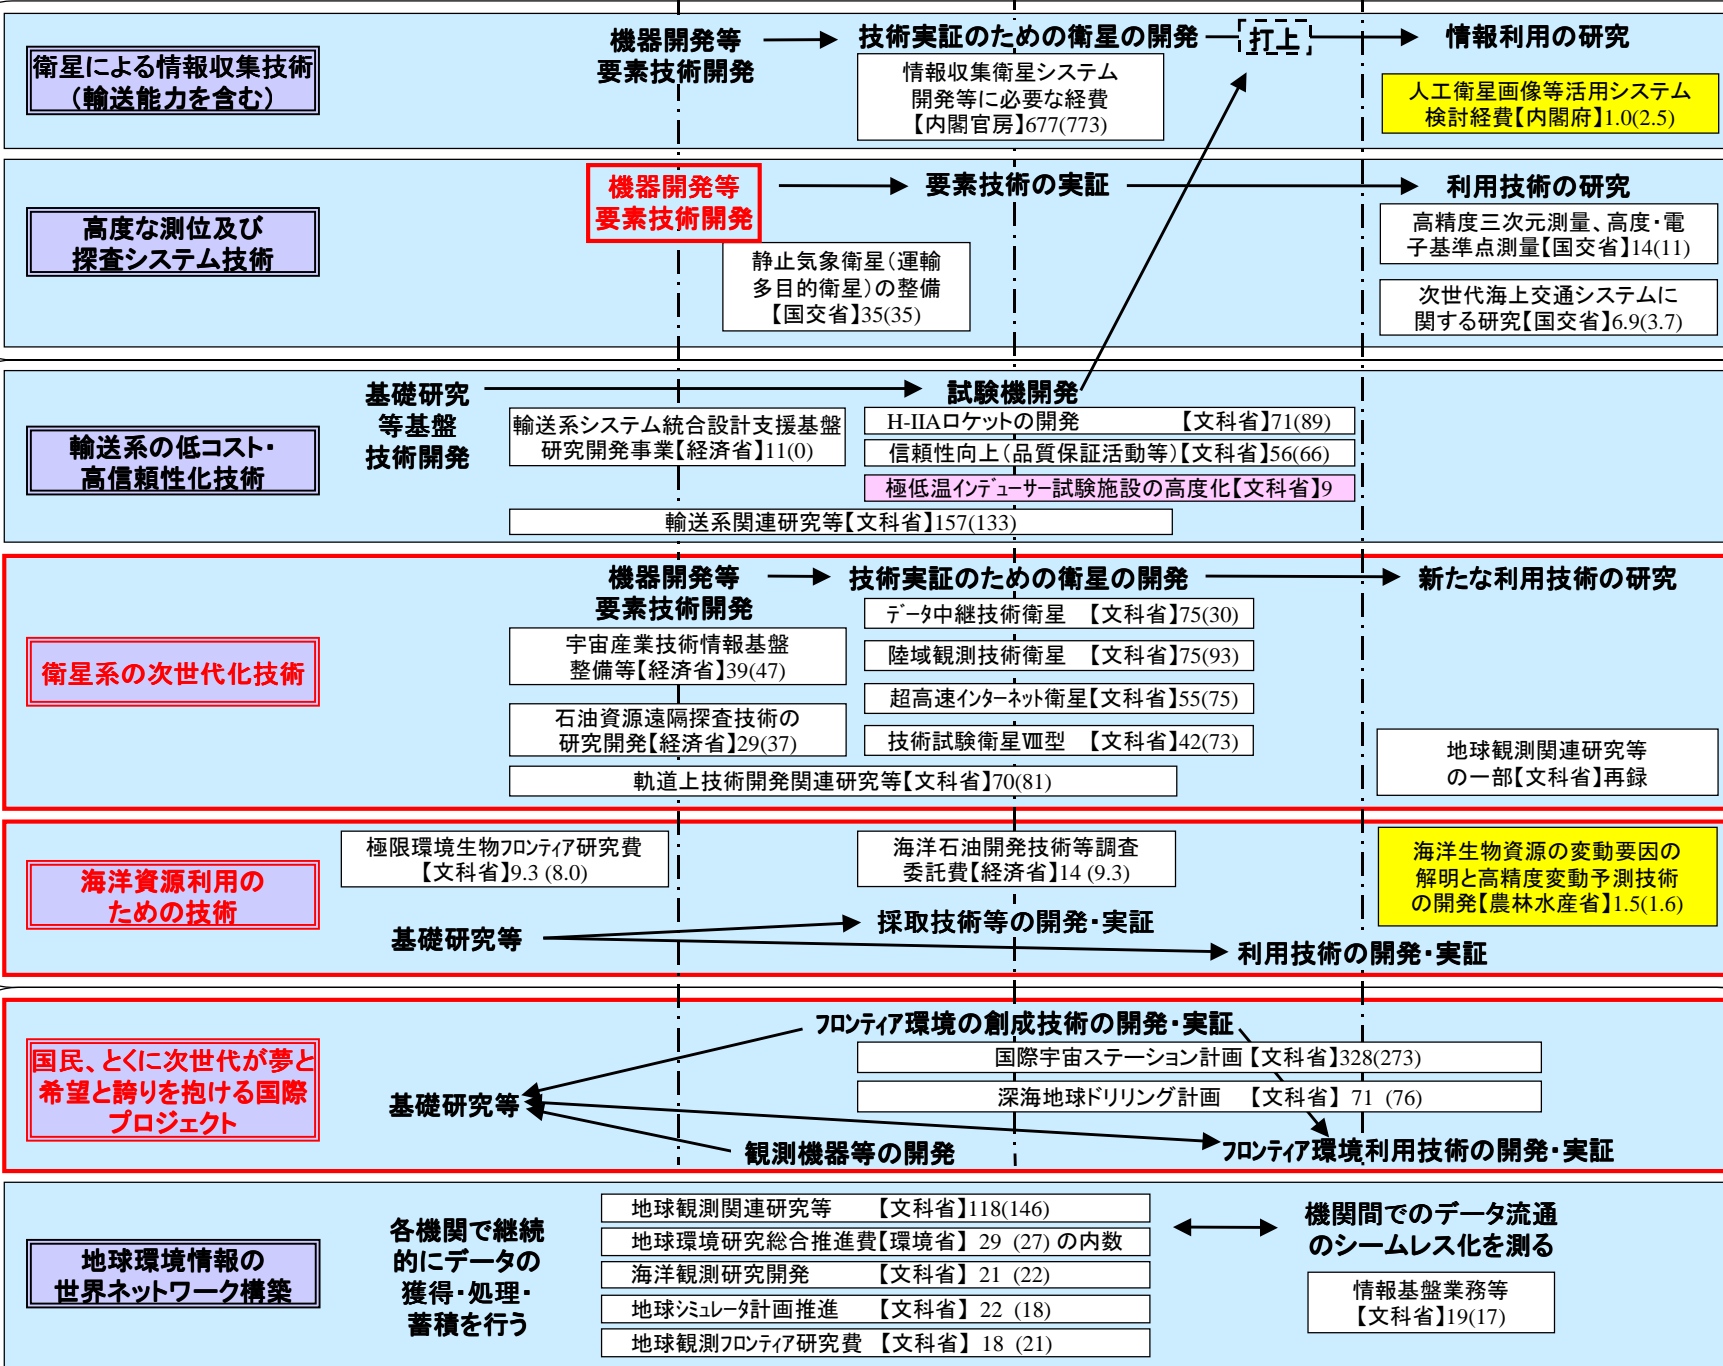 衛星による情報収集技術
（輸送能力を含む）
機器開発等
要素技術開発
技術実証のための衛星の開発
打上
情報利用の研究
情報収集衛星システム
開発等に必要な経費
【内閣官房】677(773)
人工衛星画像等活用システム
検討経費【内閣府】1.0(2.5)
高度な測位及び
探査システム技術
機器開発等
要素技術開発
要素技術の実証
利用技術の研究
静止気象衛星（運輸
多目的衛星）の整備
【国交省】35(35)
高精度三次元測量、高度・電
子基準点測量【国交省】14(11)
次世代海上交通システムに
関する研究【国交省】6.9(3.7)
輸送系の低コスト・
高信頼性化技術
基礎研究
等基盤
技術開発
試験機開発
輸送系システム統合設計支援基盤
研究開発事業【経済省】11(0)
H-IIAロケットの開発 【文科省】71(89)
信頼性向上（品質保証活動等）【文科省】56(66)
極低温ｲﾝﾃﾞｭｰｻｰ試験施設の高度化【文科省】9
輸送系関連研究等【文科省】157(133)
衛星系の次世代化技術
機器開発等
要素技術開発
技術実証のための衛星の開発
新たな利用技術の研究
宇宙産業技術情報基盤
整備等【経済省】39(47)
石油資源遠隔探査技術の
研究開発【経済省】29(37)
ﾃﾞｰﾀ中継技術衛星 【文科省】75(30)
陸域観測技術衛星 【文科省】75(93)
超高速ｲﾝﾀｰﾈｯﾄ衛星【文科省】55(75)
技術試験衛星Ⅷ型 【文科省】42(73)
軌道上技術開発関連研究等【文科省】70(81)
地球観測関連研究等
の一部【文科省】再録
海洋資源利用の
ための技術
極限環境生物ﾌﾛﾝﾃｨｱ研究費
【文科省】9.3 (8.0)
海洋石油開発技術等調査
委託費【経済省】14 (9.3)
海洋生物資源の変動要因の
解明と高精度変動予測技術
の開発【農林水産省】1.5(1.6)
基礎研究等
採取技術等の開発・実証
利用技術の開発・実証
国民、とくに次世代が夢と
希望と誇りを抱ける国際
プロジェクト
ﾌﾛﾝﾃｨｱ環境の創成技術の開発・実証
国際宇宙ステーション計画【文科省】328(273)
深海地球ドリリング計画 【文科省】 71 (76)
基礎研究等
観測機器等の開発
ﾌﾛﾝﾃｨｱ環境利用技術の開発・実証
地球環境情報の
世界ネットワーク構築
各機関で継続
的にデータの
獲得・処理・
蓄積を行う
地球観測関連研究等 【文科省】118(146)
地球環境研究総合推進費【環境省】 29 (27) の内数
海洋観測研究開発 【文科省】 21 (22)
地球ｼﾐｭﾚｰﾀ計画推進 【文科省】 22 (18)
地球観測ﾌﾛﾝﾃｨｱ研究費 【文科省】 18 (21)
機関間でのデータ流通
のシームレス化を測る
情報基盤業務等
【文科省】19(17)